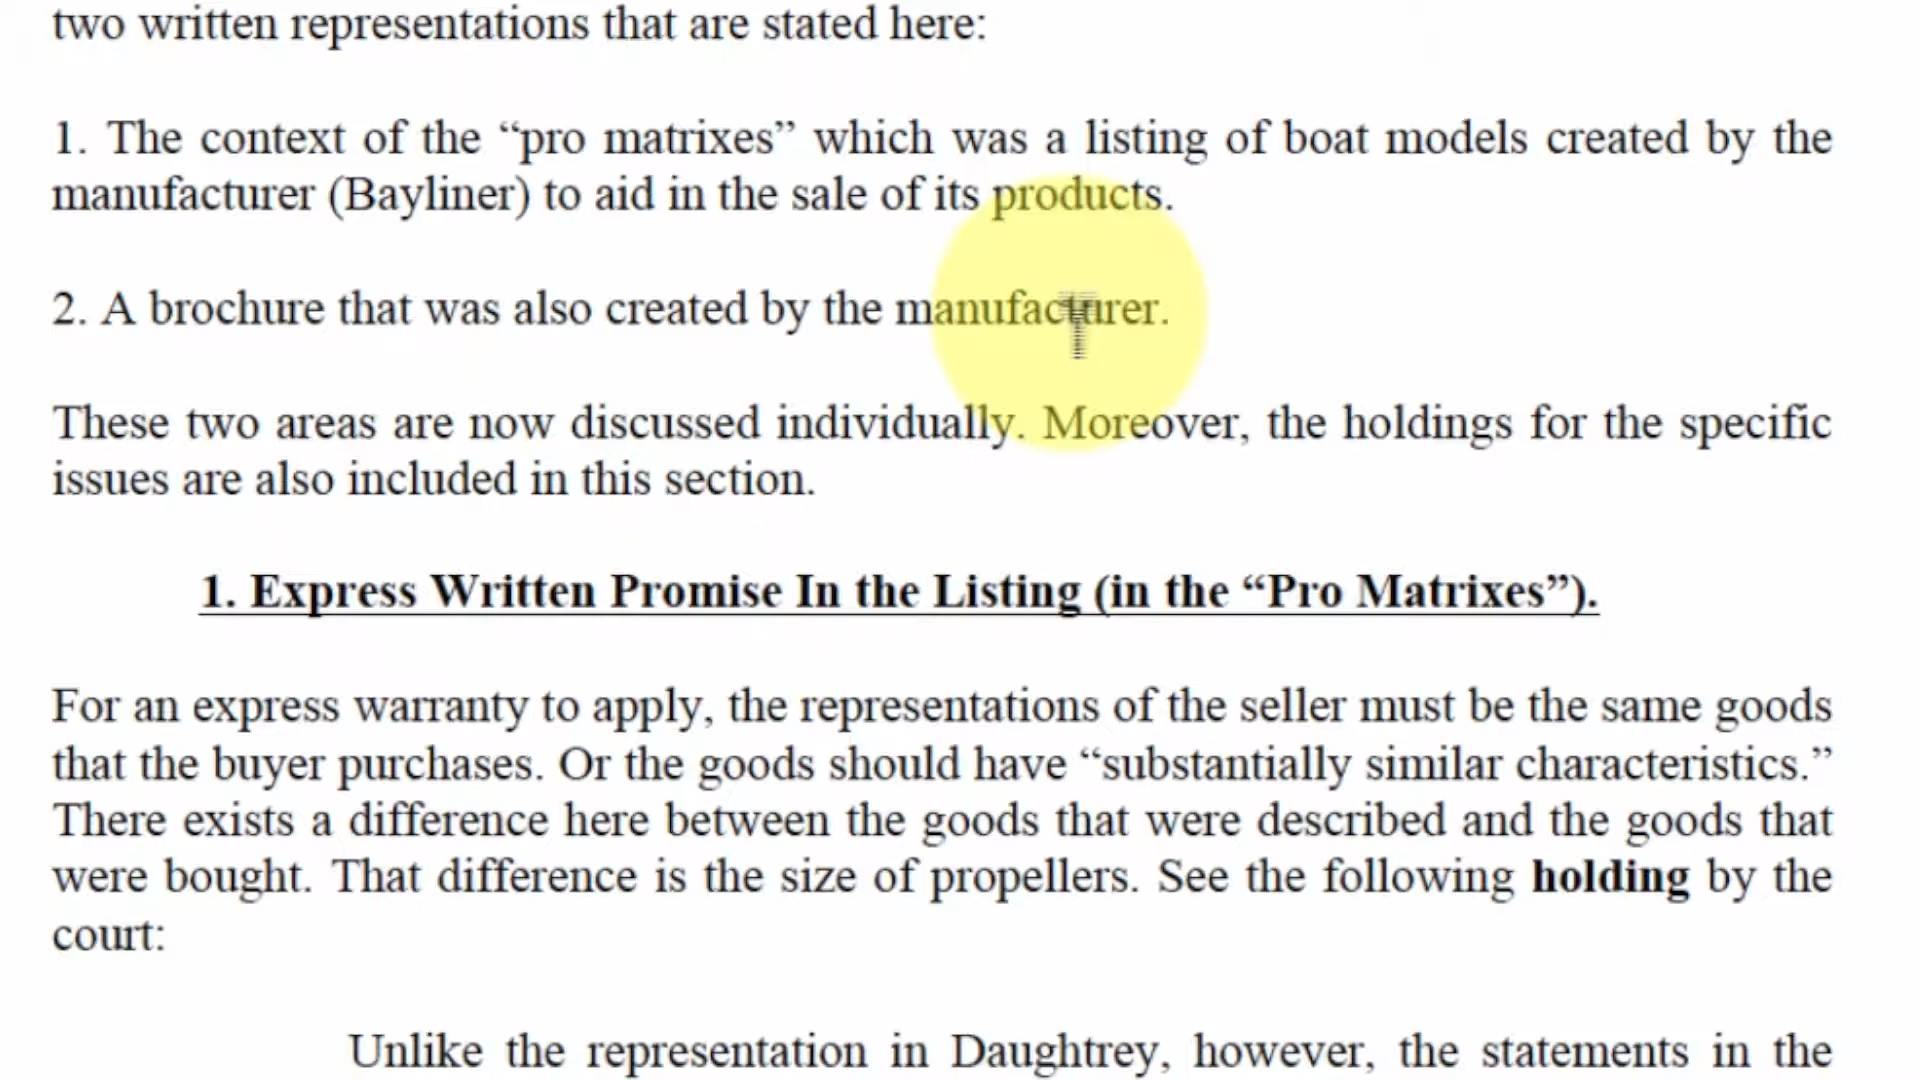 two written representations that are stated here:
1. The context of the “pro matrixes” which was a listing of boat models created by the
manufacturer (Bayliner) to aid in the sale of its products.
2. A brochure that was also created by the manufacturer.
These two areas are now discussed individually. Moreover, the holdings for the specific
issues are also included in this section.
1. Express Written Promise In the Listing (in the “Pro Matrixes”).
For an express warranty to apply, the representations of the seller must be the same goods
that the buyer purchases. Or the goods should have “substantially similar characteristics.”
There exists a difference here between the goods that were described and the goods that
were bought. That difference is the size of propellers. See the following holding by the
court:
Unlike the representation in Daughtrey, however, the statements in the